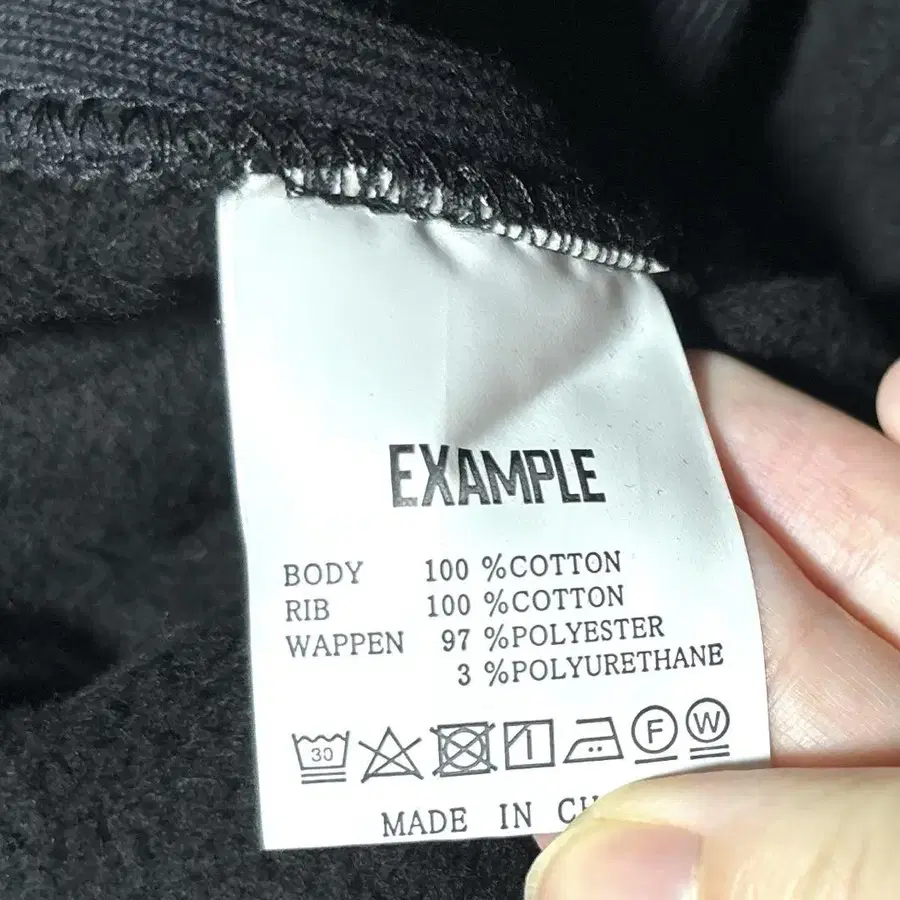 EXAMPLE
BODY 100 %COTTON
RIB 100 %COTTON
WAPPEN 97 %POLYESTER
3 %POLYURETHANE
30 F W
MADE IN